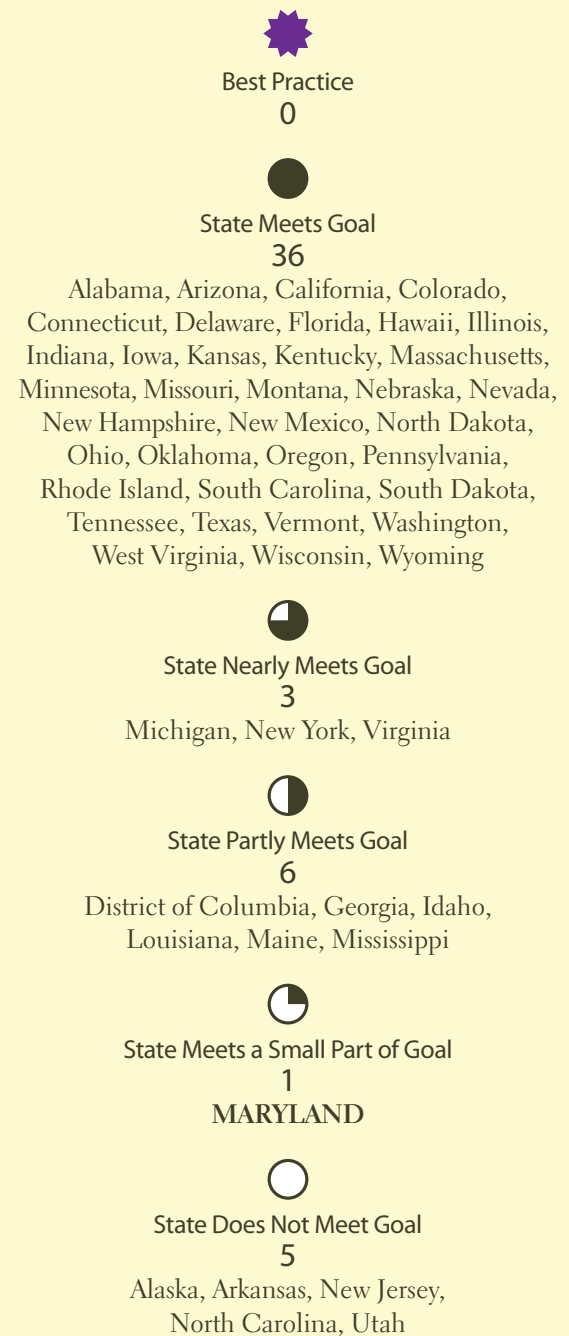 Best Practice
0
State Meets Goal
36
Alabama, Arizona, California, Colorado,
Connecticut, Delaware, Florida, Hawaii, Illinois,
Indiana, Iowa, Kansas, Kentucky, Massachusetts,
Minnesota, Missouri, Montana, Nebraska, Nevada,
New Hampshire, New Mexico, North Dakota,
Ohio, Oklahoma, Oregon, Pennsylvania,
Rhode Island, South Carolina, South Dakota,
Tennessee, Texas, Vermont, Washington,
West Virginia, Wisconsin, Wyoming
State Nearly Meets Goal
3
Michigan, New York, Virginia
State Partly Meets Goal
6
District of Columbia, Georgia, Idaho,
Louisiana, Maine, Mississippi
State Meets a Small Part of Goal
1
MARYLAND
State Does Not Meet Goal
5
Alaska, Arkansas, New Jersey,
North Carolina, Utah